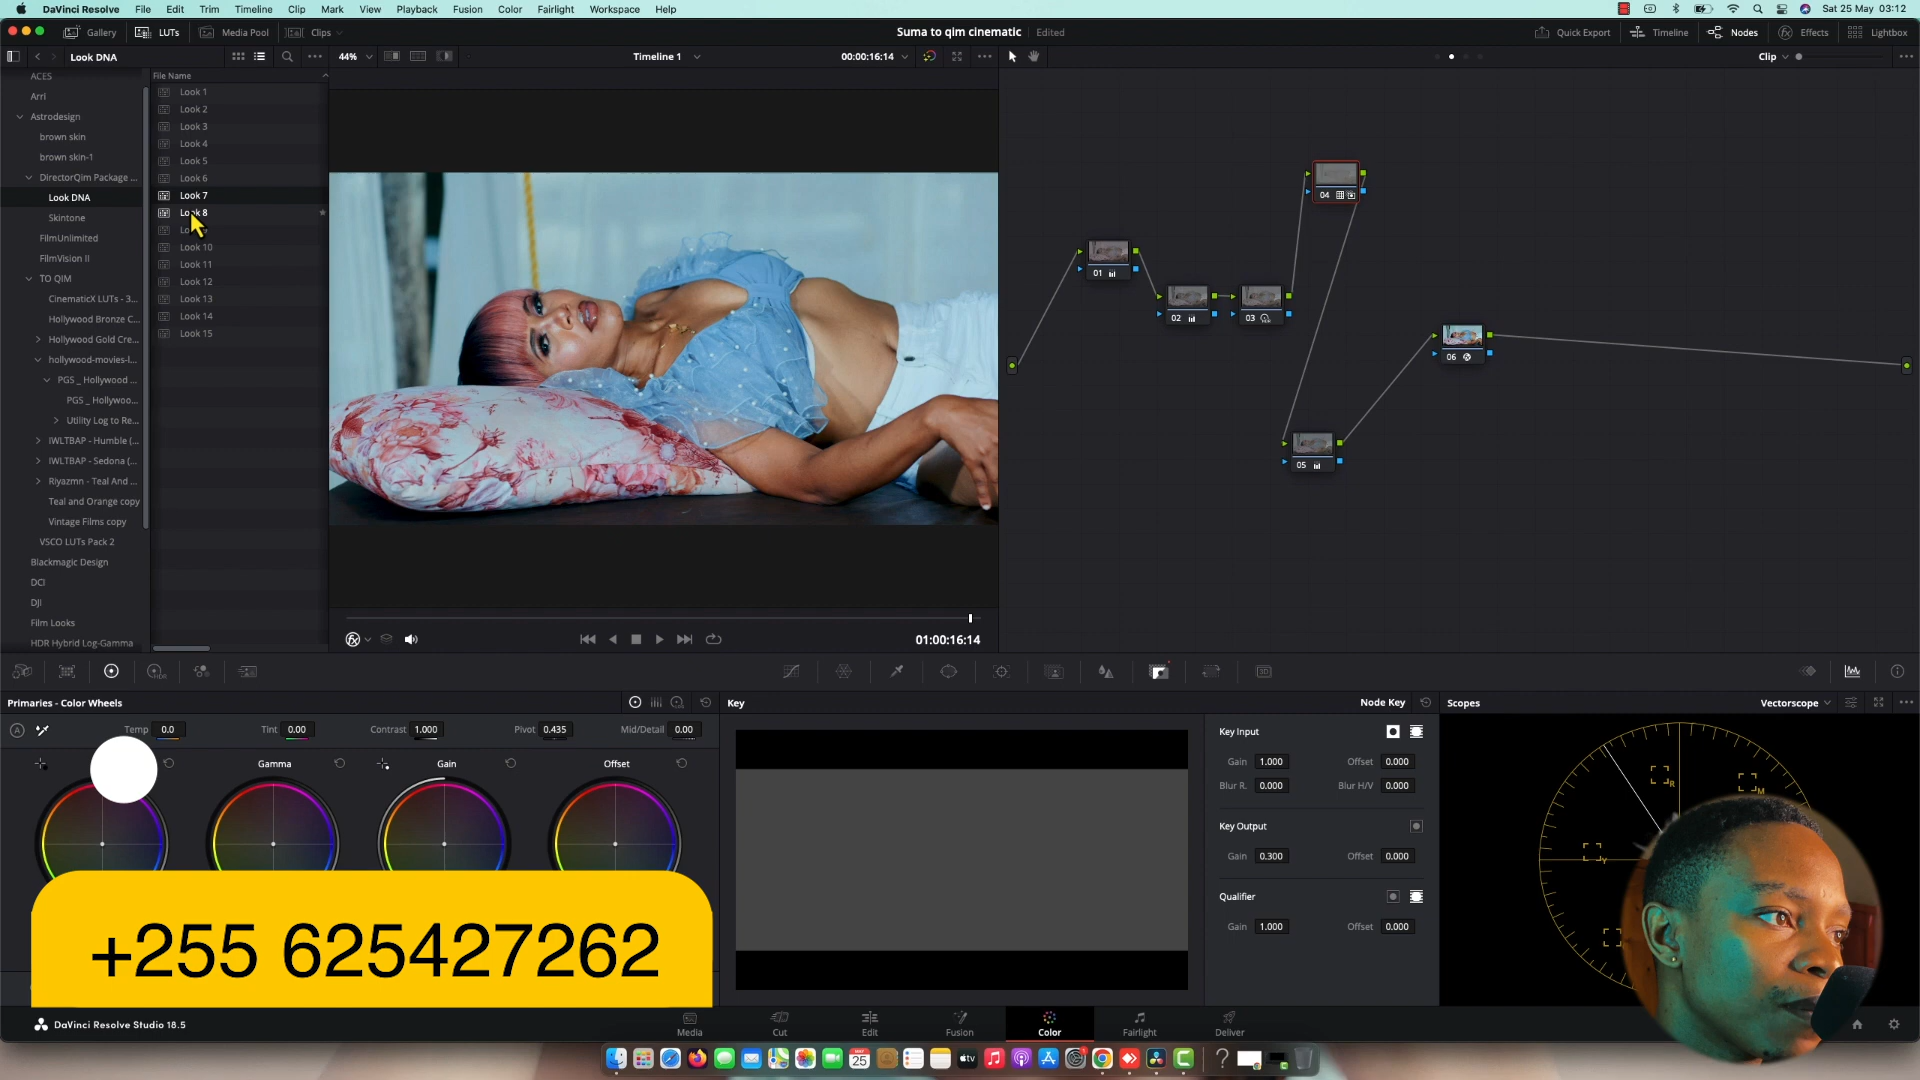 DaVinci Resolve File Edit Trim Timeline Clip Mark View Playback Fusion Color Fairlight Workspace Help Sat 25 May 03:12
Gallery LUTs Media Pool Clips Suma to qim cinematic Edited Quick Export Timeline Nodes Effects Lightbox
Look DNA 44% Timeline 1 00:00:16:14 Clip
ACES
Arri
Astrodesign
brown skin
brown skin-1
DirectorQim Package ...
Look DNA
Skintone
FilmUnlimited
FilmVision II
TO QIM
CinematicX LUTs - 3...
Hollywood Bronze C...
Hollywood Gold Cre...
hollywood-movies-l...
PGS _ Hollywood ...
PGS _ Hollywoo...
Utility Log to Re...
IWLTBAP - Humble (...
IWLTBAP - Sedona (...
Riyazmn - Teal And ...
Teal and Orange copy
Vintage Films copy
VSCO LUTs Pack 2
Blackmagic Design
DCI
DJI
Film Looks
HDR Hybrid Log-Gamma
File Name
Look 1
Look 2
Look 3
Look 4
Look 5
Look 6
Look 7
Look 8
Look 10
Look 11
Look 12
Look 13
Look 14
Look 15
01
02
03
04
05
06
01:00:16:14
Primaries - Color Wheels
Temp 0.0 Tint 0.00 Contrast 1.000 Pivot 0.435 Mid/Detail 0.00
Gamma Gain Offset
+255 625427262
Key Node Key
Key Input
Gain 1.000 Offset 0.000
Blur R. 0.000 Blur H/V 0.000
Key Output
Gain 0.300 Offset 0.000
Qualifier
Gain 1.000 Offset 0.000
Scopes Vectorscope
R
M
Y
DaVinci Resolve Studio 18.5
Media Cut Edit Fusion Color Fairlight Deliver
25
tv